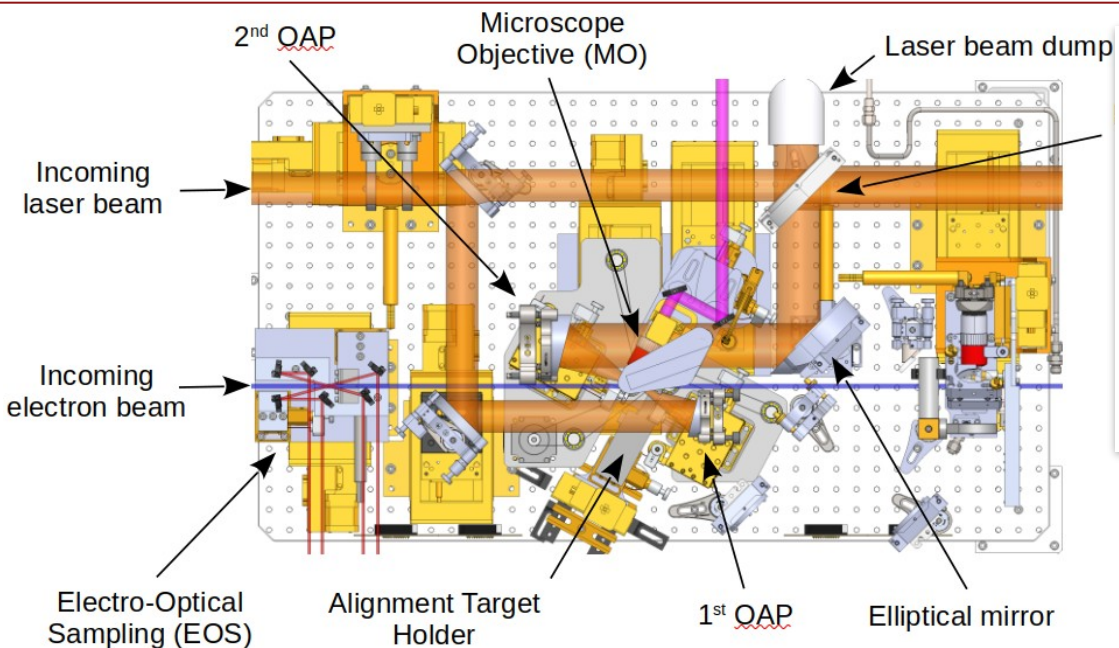 2nd OAP
Microscope
Objective (MO)
Laser beam dump
Incoming
laser beam
Incoming
electron beam
Electro-Optical
Sampling (EOS)
Alignment Target
Holder
1st OAP
Elliptical mirror